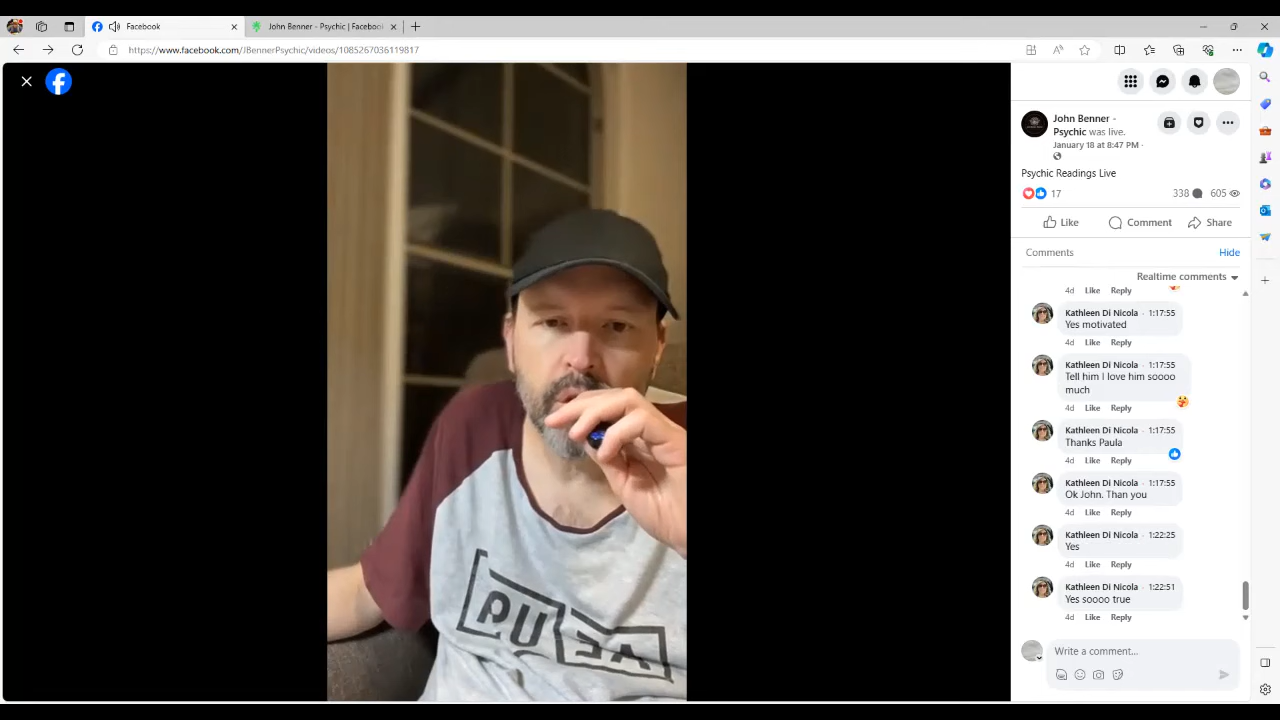 Facebook
John Benner - Psychic | Facebook
https://www.facebook.com/JBennerPsychic/videos/1085267036119817
John Benner -
Psychic was live.
January 18 at 8:47 PM ·
Psychic Readings Live
17
338
605
Like
Comment
Share
Comments
Hide
Realtime comments
4d Like Reply
Kathleen Di Nicola · 1:17:55
Yes motivated
4d Like Reply
Kathleen Di Nicola · 1:17:55
Tell him I love him soooo
much
4d Like Reply
Kathleen Di Nicola · 1:17:55
Thanks Paula
4d Like Reply
Kathleen Di Nicola · 1:17:55
Ok John. Than you
4d Like Reply
Kathleen Di Nicola · 1:22:25
Yes
4d Like Reply
Kathleen Di Nicola · 1:22:51
Yes soooo true
4d Like Reply
Write a comment...